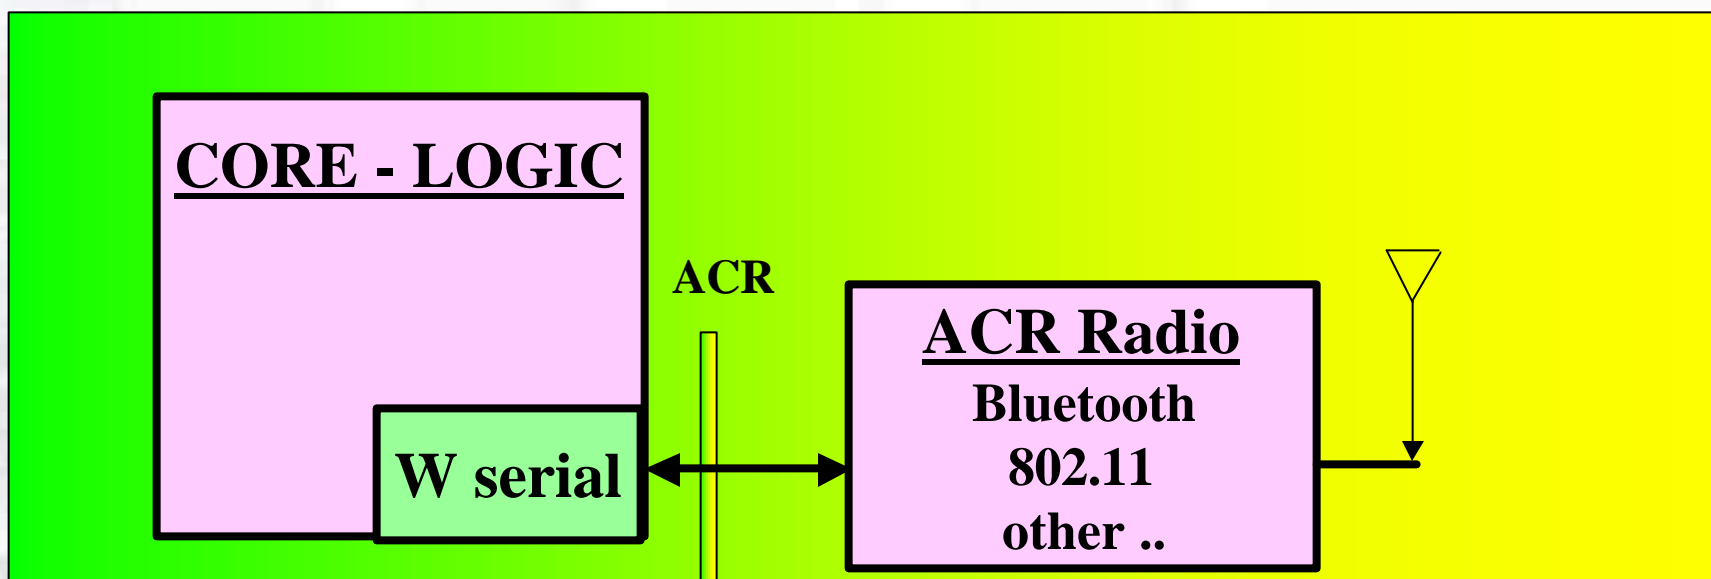 CORE - LOGIC
ACR
W serial
ACR Radio
Bluetooth
802.11
other ..